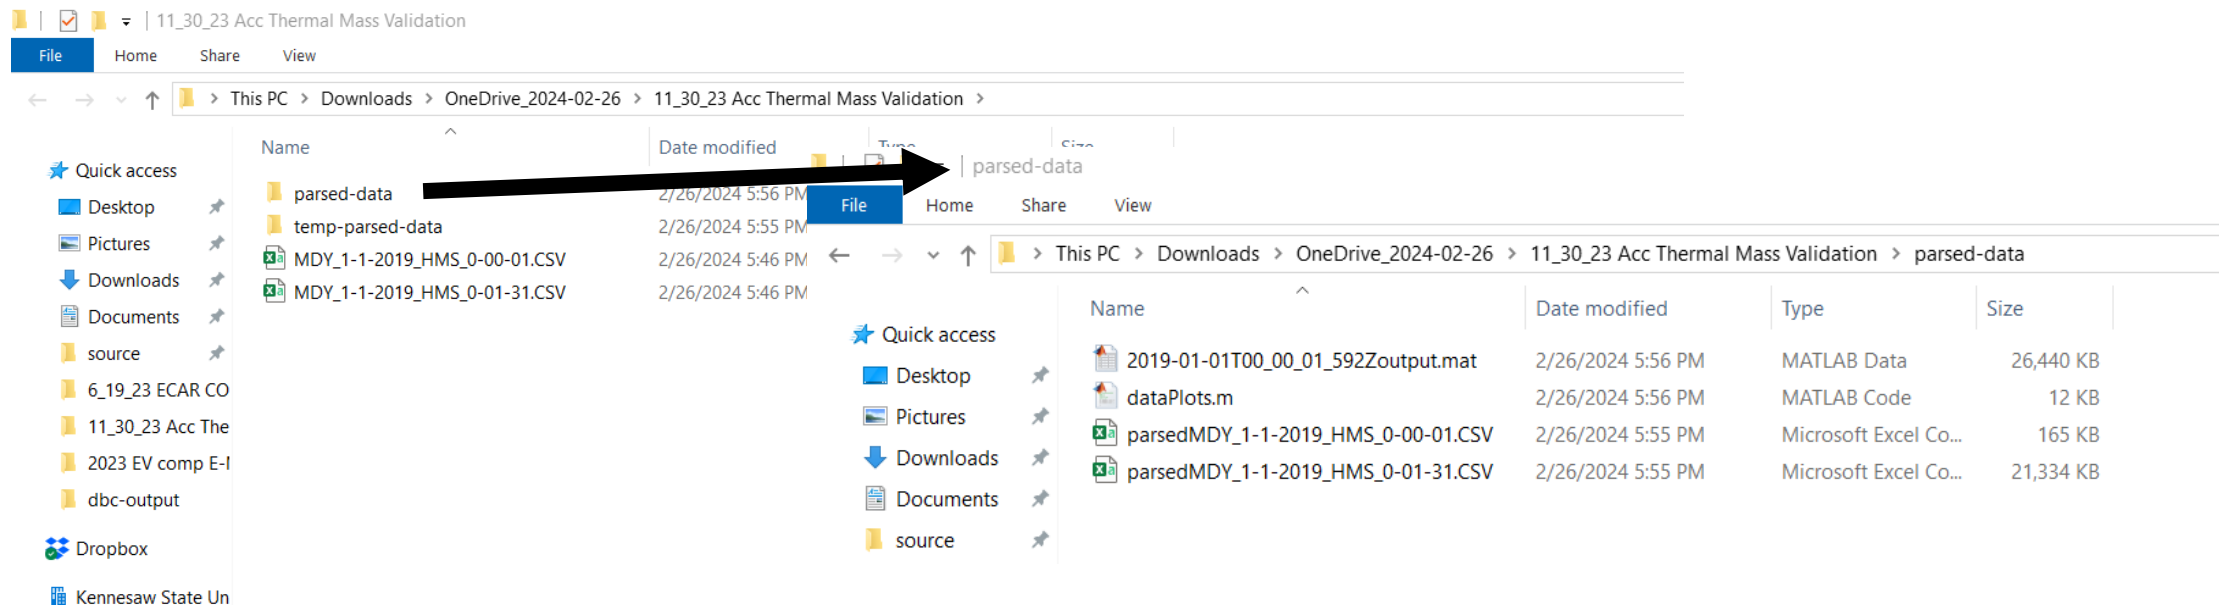 11_30_23 Acc Thermal Mass Validation
File Home Share View
This PC > Downloads > OneDrive_2024-02-26 > 11_30_23 Acc Thermal Mass Validation >
Name Date modified Type Size
Quick access
Desktop
Pictures
Downloads
Documents
source
6_19_23 ECAR CO
11_30_23 Acc The
2023 EV comp E-
dbc-output
Dropbox
Kennesaw State Un
parsed-data 2/26/2024 5:56 PM
temp-parsed-data 2/26/2024 5:55 PM
MDY_1-1-2019_HMS_0-00-01.CSV 2/26/2024 5:46 PM
MDY_1-1-2019_HMS_0-01-31.CSV 2/26/2024 5:46 PM
parsed-data
File Home Share View
This PC > Downloads > OneDrive_2024-02-26 > 11_30_23 Acc Thermal Mass Validation > parsed-data
Name Date modified Type Size
Quick access
Desktop
Pictures
Downloads
Documents
source
2019-01-01T00_00_01_592Zoutput.mat 2/26/2024 5:56 PM MATLAB Data 26,440 KB
dataPlots.m 2/26/2024 5:56 PM MATLAB Code 12 KB
parsedMDY_1-1-2019_HMS_0-00-01.CSV 2/26/2024 5:55 PM Microsoft Excel Co... 165 KB
parsedMDY_1-1-2019_HMS_0-01-31.CSV 2/26/2024 5:55 PM Microsoft Excel Co... 21,334 KB